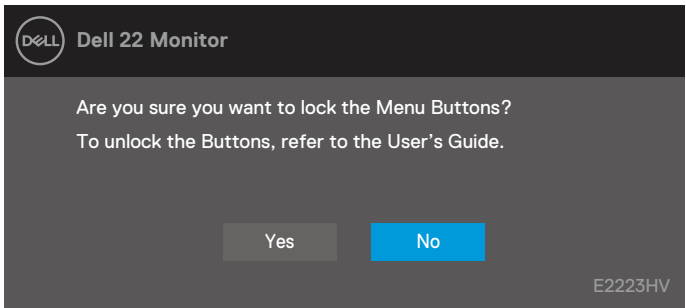 DELL Dell 22 Monitor
Are you sure you want to lock the Menu Buttons?
To unlock the Buttons, refer to the User’s Guide.
Yes No
E2223HV